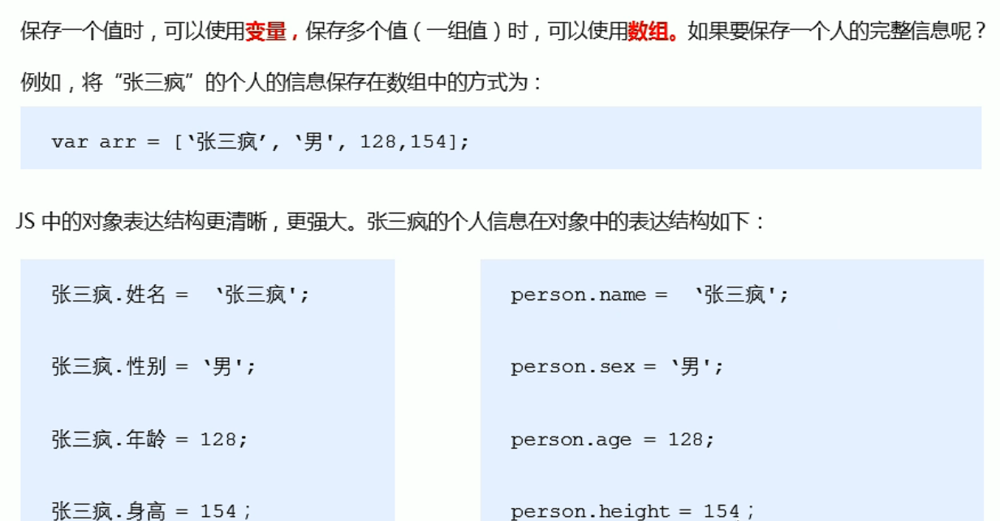 保存一个值时，可以使用变量，保存多个值（一组值）时，可以使用数组。如果要保存一个人的完整信息呢？
例如，将“张三疯”的个人的信息保存在数组中的方式为：
var arr = [‘张三疯’, ‘男', 128,154];
JS 中的对象表达结构更清晰，更强大。张三疯的个人信息在对象中的表达结构如下：
张三疯.姓名 = ‘张三疯';
张三疯.性别 = ‘男';
张三疯.年龄 = 128;
张三疯.身高 = 154；
person.name = ‘张三疯';
person.sex = ‘男';
person.age = 128;
person.height = 154；